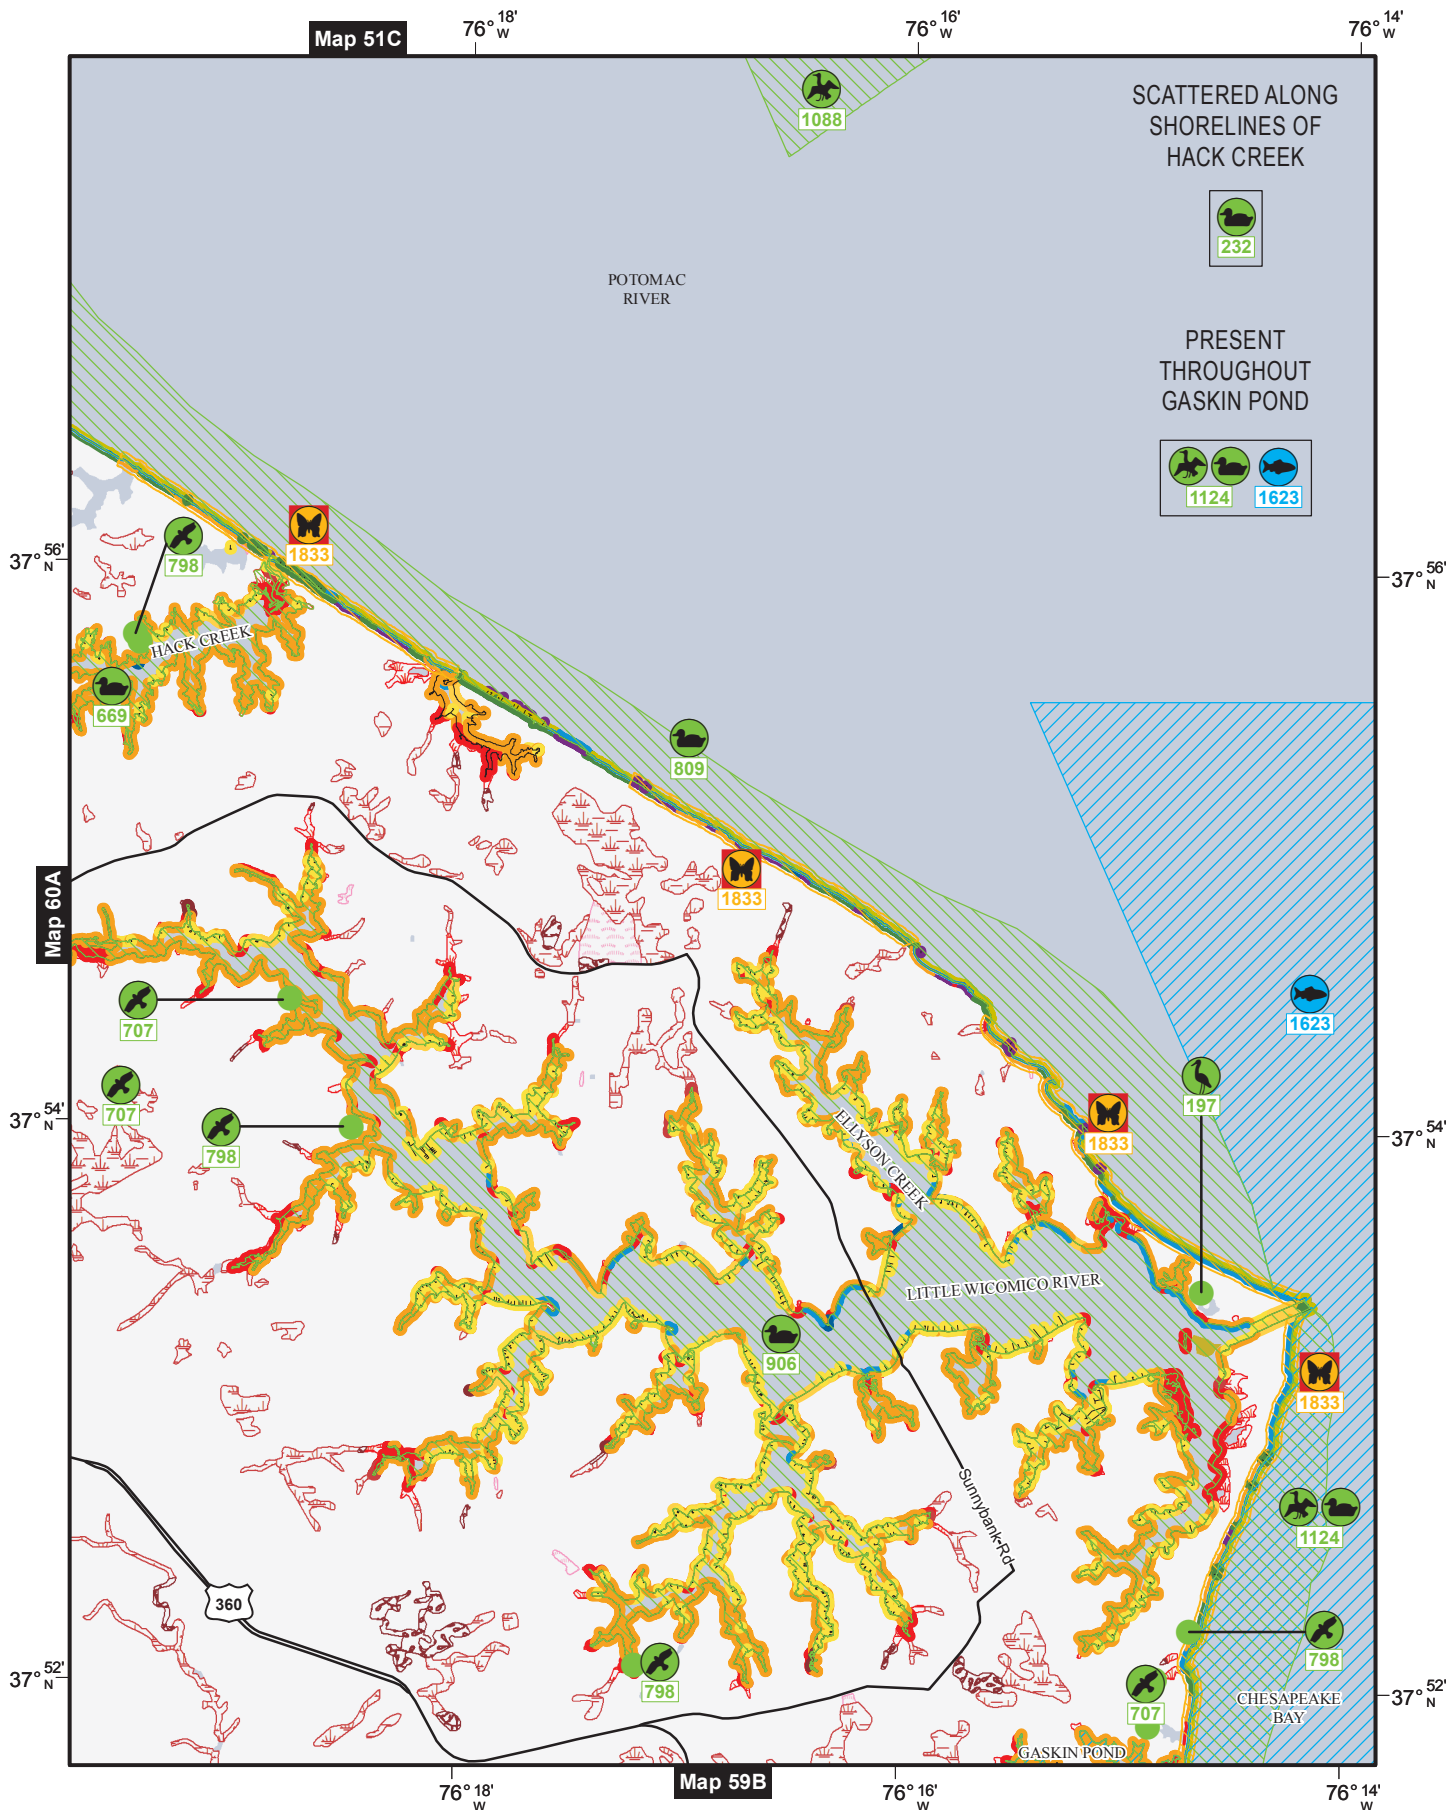 Map 51C
76° 18' W
76° 16' W
76° 14' W
1088
SCATTERED ALONG
SHORELINES OF
HACK CREEK
232
POTOMAC
RIVER
PRESENT
THROUGHOUT
GASKIN POND
1124
1623
37° 56' N
37° 56' N
798
1833
HACK CREEK
669
809
Map 60A
1833
707
1623
707
197
37° 54' N
37° 54' N
798
1833
ELLYSON CREEK
LITTLE WICOMICO RIVER
906
1833
Sunnybank Rd
1124
360
798
798
37° 52' N
37° 52' N
707
CHESAPEAKE
BAY
GASKIN POND
Map 59B
76° 18' W
76° 16' W
76° 14' W